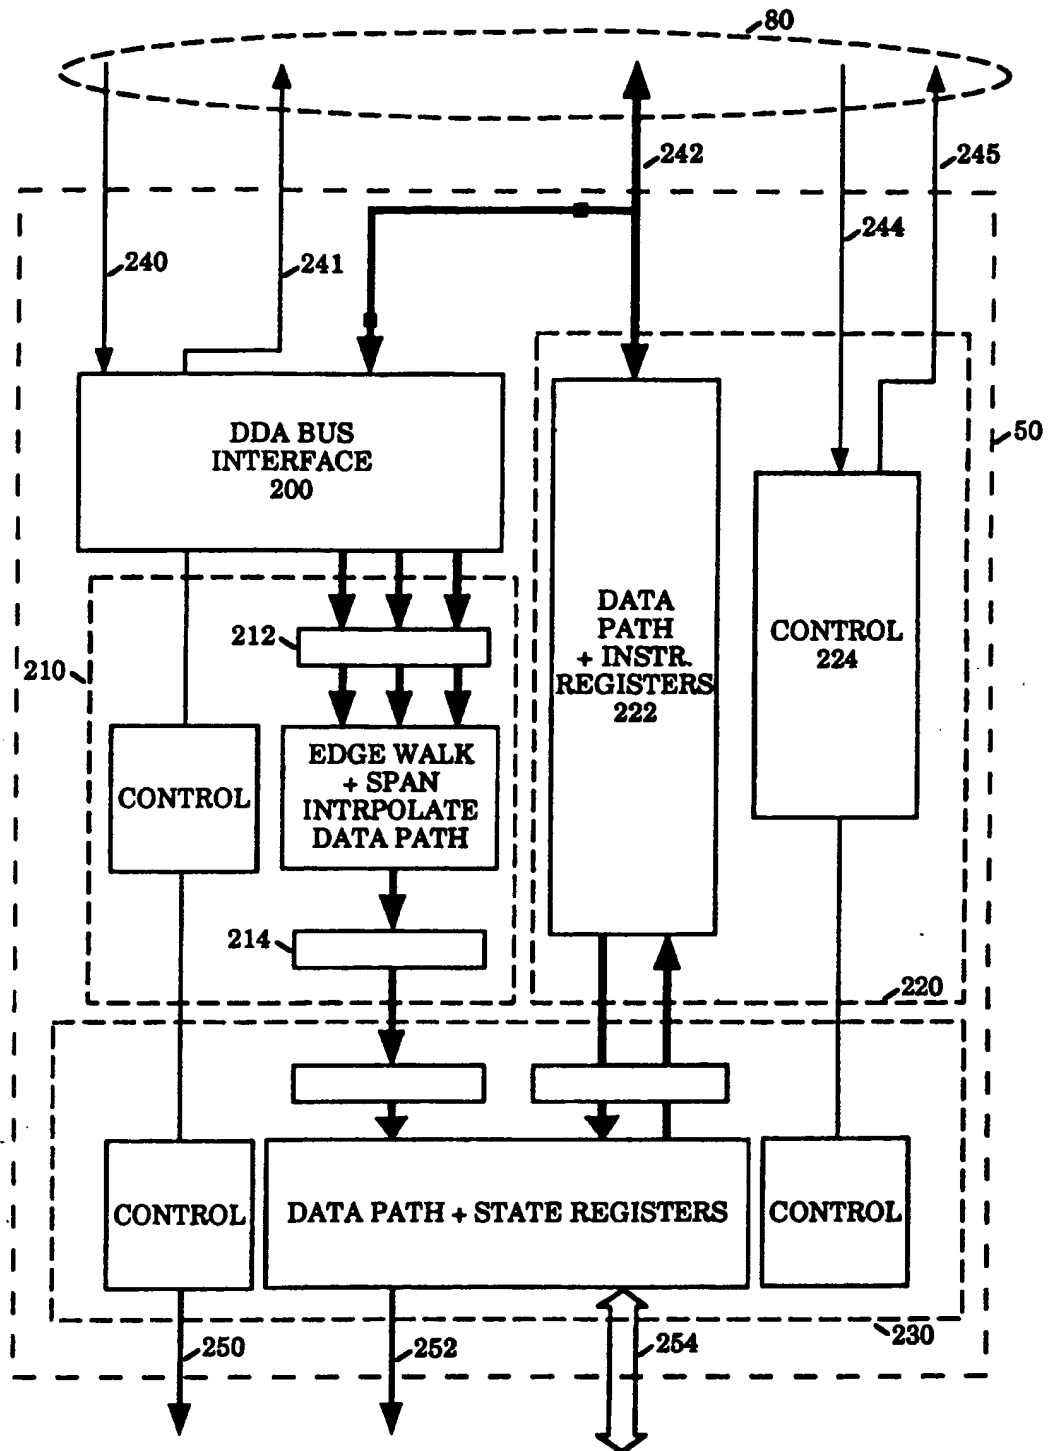 80
242
245
244
240
241
50
DDA BUS
INTERFACE
200
DATA
PATH
+ INSTR.
REGISTERS
222
CONTROL
224
212
210
EDGE WALK
+ SPAN
INTRPOLATE
DATA PATH
CONTROL
214
220
CONTROL
DATA PATH + STATE REGISTERS
CONTROL
230
250
252
254